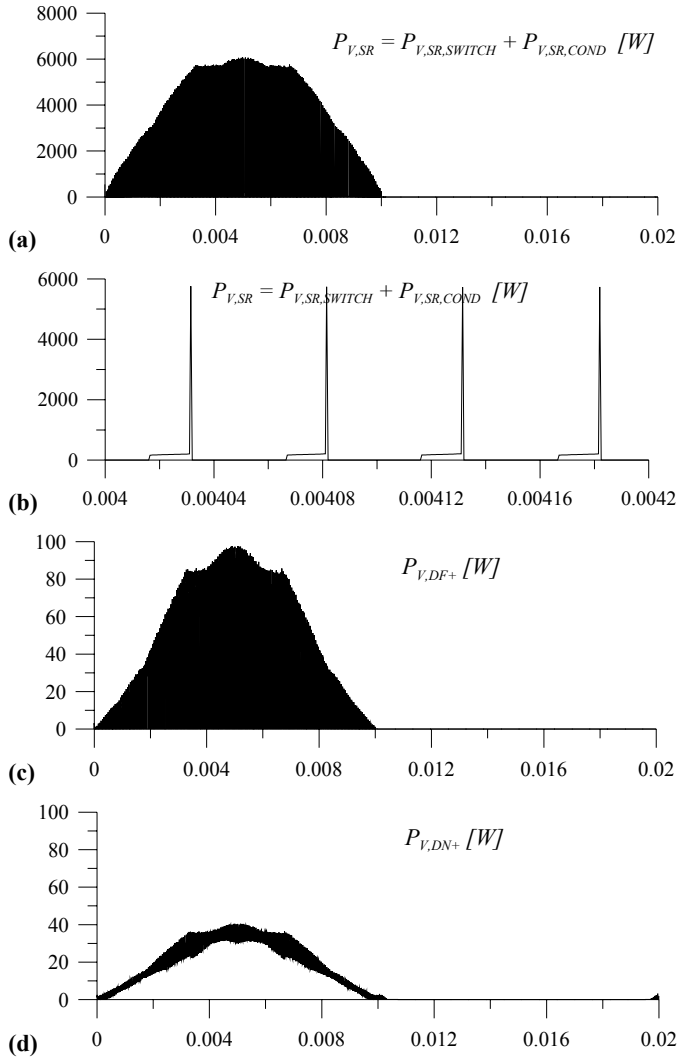 P_{V,SR} = P_{V,SR,SWITCH} + P_{V,SR,COND} [W]
8000
6000
4000
2000
0
(a)
0 0.004 0.008 0.012 0.016 0.02
P_{V,SR} = P_{V,SR,SWITCH} + P_{V,SR,COND} [W]
6000
4000
2000
0
(b)
0.004 0.00404 0.00408 0.00412 0.00416 0.0042
P_{V,DF+} [W]
100
80
60
40
20
0
(c)
0 0.004 0.008 0.012 0.016 0.02
P_{V,DN+} [W]
100
80
60
40
20
0
(d)
0 0.004 0.008 0.012 0.016 0.02